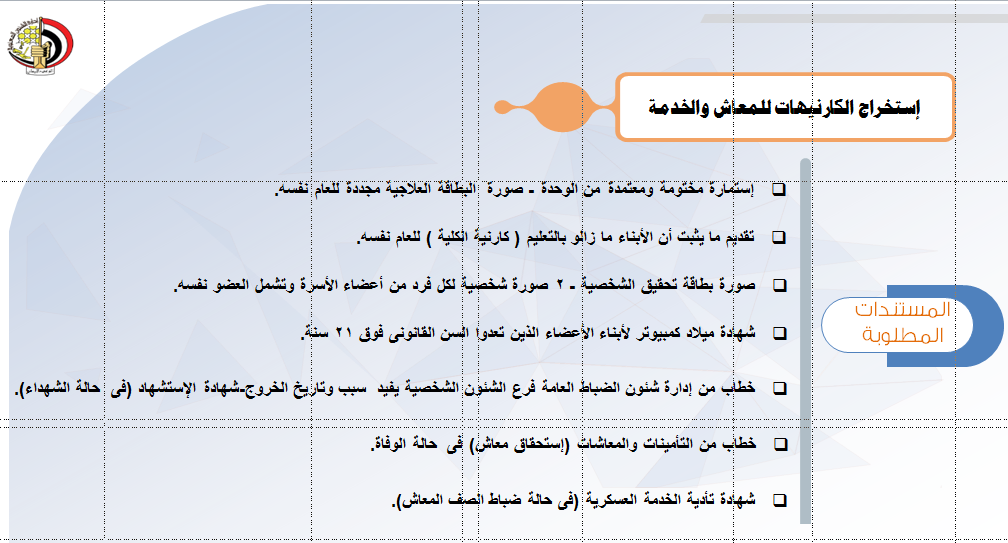 إستخراج الكارنيهات للمعاش والخدمة
إستمارة مختومة ومعتمدة من الوحدة - صورة البطاقة العلاجية مجددة للعام نفسه.
تقديم ما يثبت أن الأبناء ما زالو بالتعليم ( كارنية الكلية ) للعام نفسه.
صورة بطاقة تحقيق الشخصية - ٢ صورة شخصية لكل فرد من أعضاء الأسرة وتشمل العضو نفسه.
المستندات
المطلوبة
شهادة ميلاد كمبيوتر لأبناء الأعضاء الذين تعدوا السن القانونى فوق ٢١ سنة.
خطاب من إدارة شئون الضباط العامة فرع الشئون الشخصية يفيد سبب وتاريخ الخروج-شهادة الإستشهاد (فى حالة الشهداء).
خطاب من التأمينات والمعاشات (إستحقاق معاش) فى حالة الوفاة.
شهادة تأدية الخدمة العسكرية (فى حالة ضباط الصف المعاش).